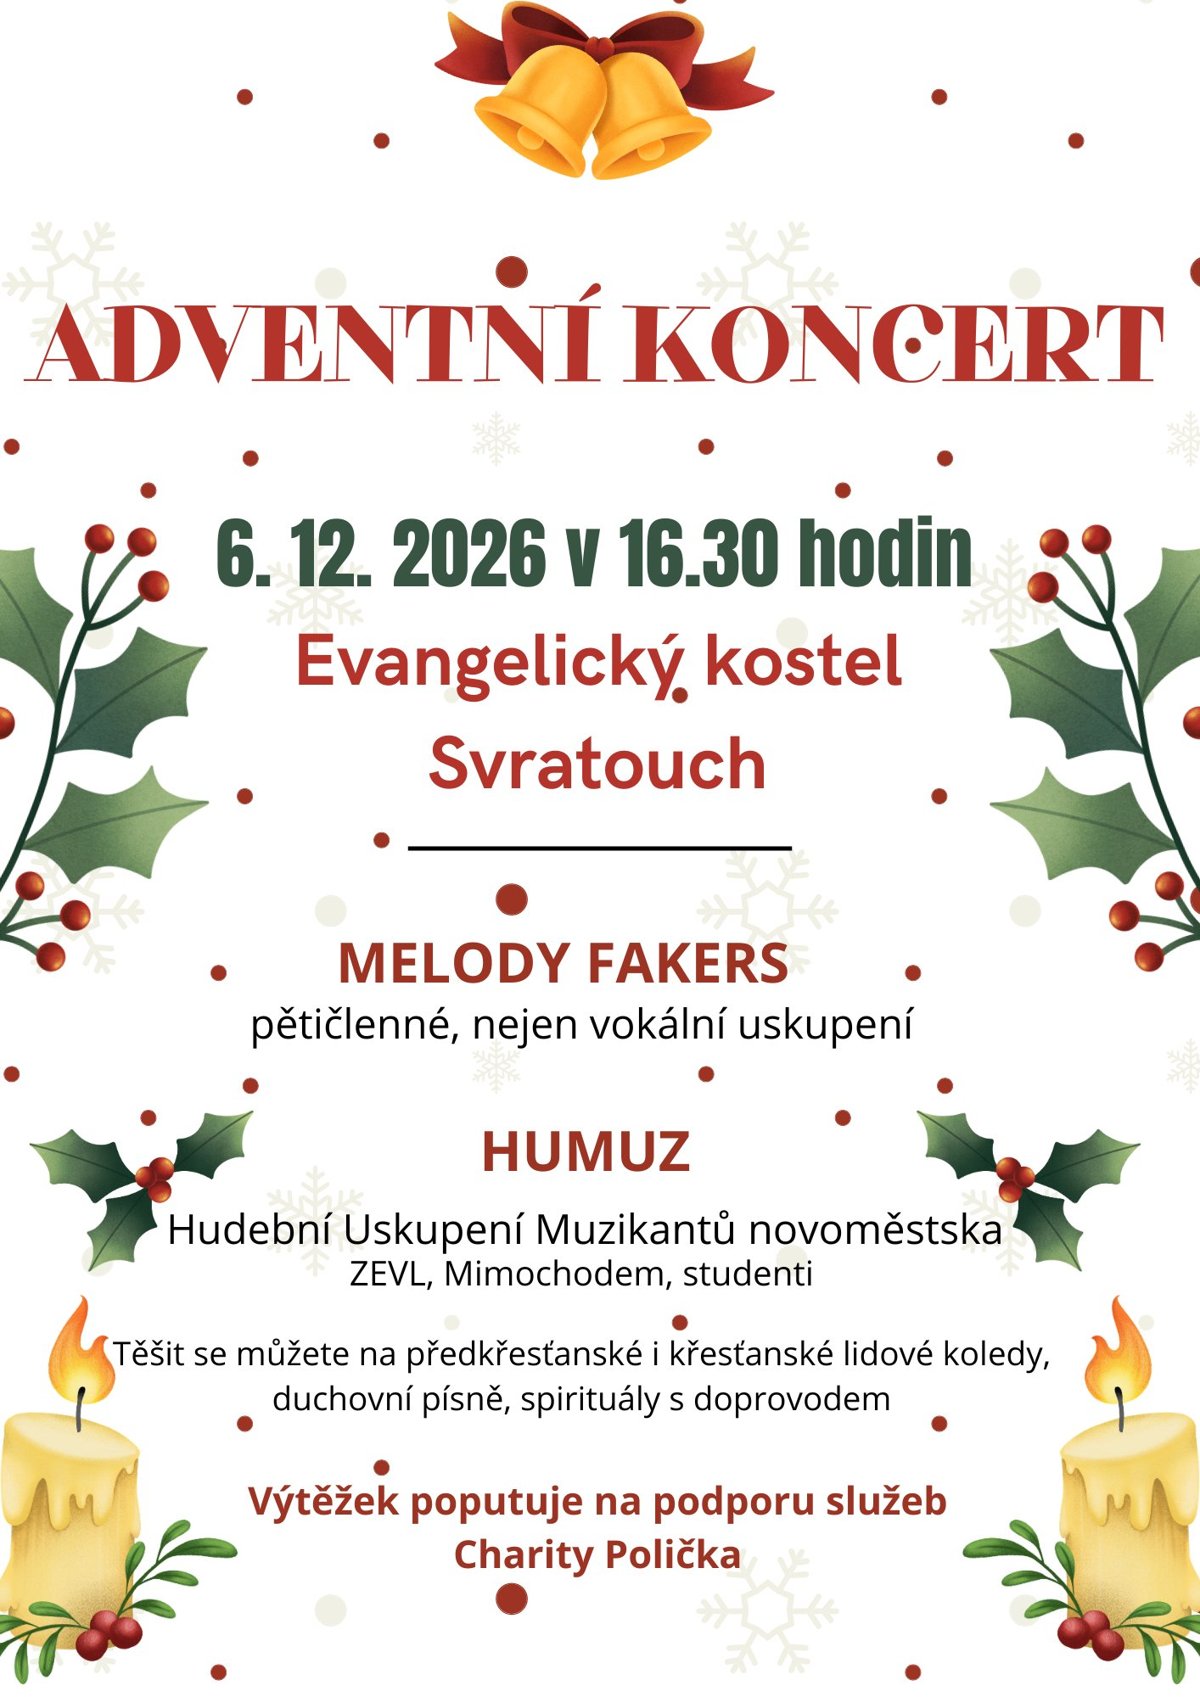 ADVENTNÍ KONCERT
6. 12. 2026 v 16.30 hodin
Evangelický kostel
Svratouch
MELODY FAKERS
pětičlenné, nejen vokální uskupení
HUMUZ
Hudební Uskupení Muzikantů novoměstska
ZEVL, Mimochodem, studenti
Těšit se můžete na předkřesťanské i křesťanské lidové koledy,
duchovní písně, spirituály s doprovodem
Výtěžek poputuje na podporu služeb
Charity Polička